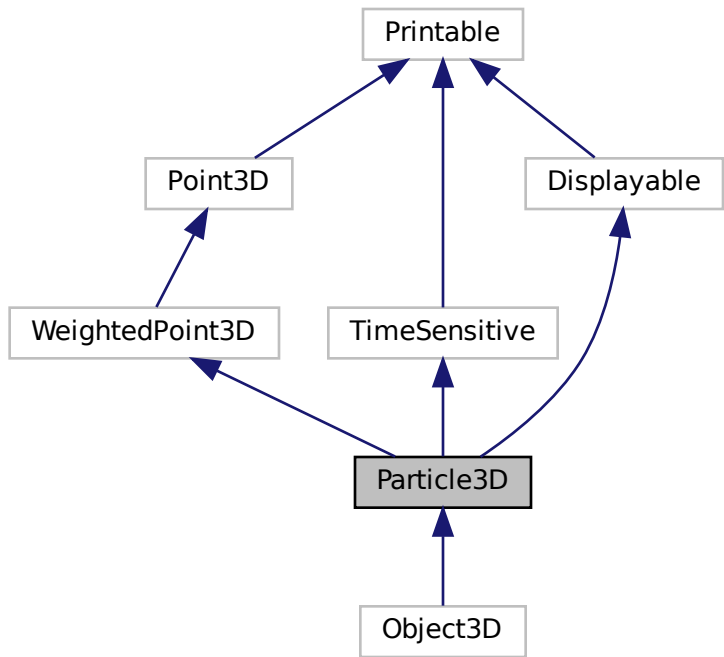 Printable
Point3D
Displayable
WeightedPoint3D
TimeSensitive
Particle3D
Object3D